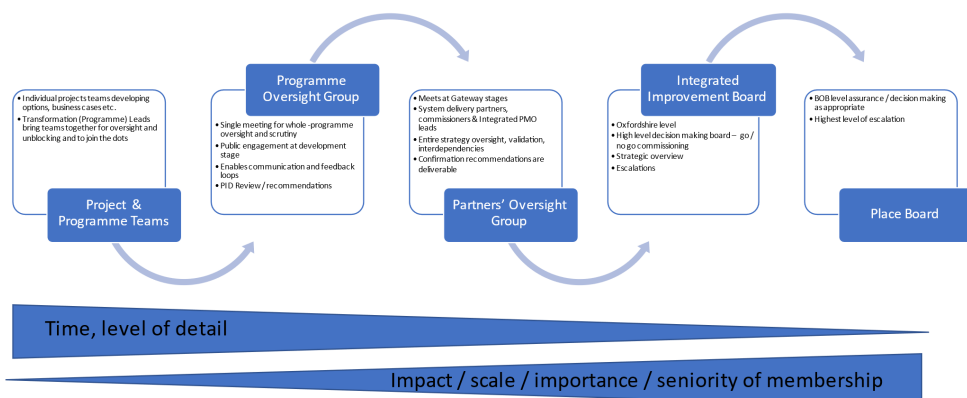 • Individual projects teams developing
options, business cases etc.
• Transformation (Programme) Leads
bring teams together for oversight and
unblocking and to join the dots
Project &
Programme Teams
Programme
Oversight Group
• Single meeting for whole -programme
oversight and scrutiny
• Public engagement at development
stage
• Enables communication and feedback
loops
• PID Review / recommendations
• Meets at Gateway stages
• System delivery partners,
commissioners & Integrated PMO
leads
• Entire strategy oversight, validation,
interdependencies
• Confirmation recommendations are
deliverable
Partners' Oversight
Group
Integrated
Improvement Board
• Oxfordshire level
• High level decision making board – go /
no go commissioning
• Strategic overview
• Escalations
• BOB level assurance / decision making
as appropriate
• Highest level of escalation
Place Board
Time, level of detail
Impact / scale / importance / seniority of membership